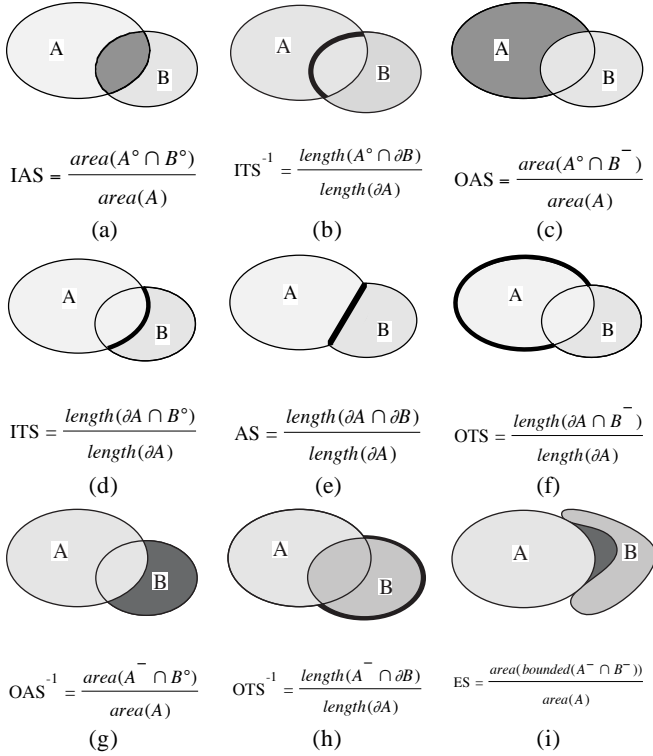 A B
A B
A B
IAS = area(A° ∩ B°) / area(A)
ITS⁻¹ = length(A° ∩ ∂B) / length(∂A)
OAS = area(A° ∩ B⁻) / area(A)
(a)
(b)
(c)
A B
A B
A B
ITS = length(∂A ∩ B°) / length(∂A)
AS = length(∂A ∩ ∂B) / length(∂A)
OTS = length(∂A ∩ B⁻) / length(∂A)
(d)
(e)
(f)
A B
A B
A B
OAS⁻¹ = area(A⁻ ∩ B°) / area(A)
OTS⁻¹ = length(A⁻ ∩ ∂B) / length(∂A)
ES = area(bounded(A⁻ ∩ B⁻)) / area(A)
(g)
(h)
(i)